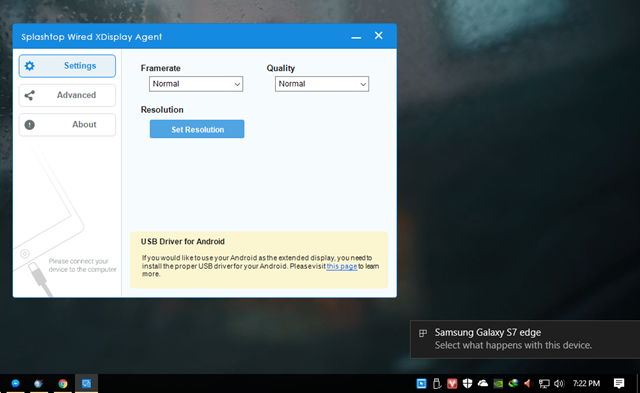 Splashtop Wired XDisplay Agent
Settings
Advanced
About
Please connect your
device to the computer
Framerate
Quality
Normal
Normal
Resolution
Set Resolution
USB Driver for Android
If you would like to use your Android as the extended display, you need to
install the proper USB driver for your Android. Please visit this page to learn
more.
Samsung Galaxy S7 edge
Select what happens with this device.
7:22 PM